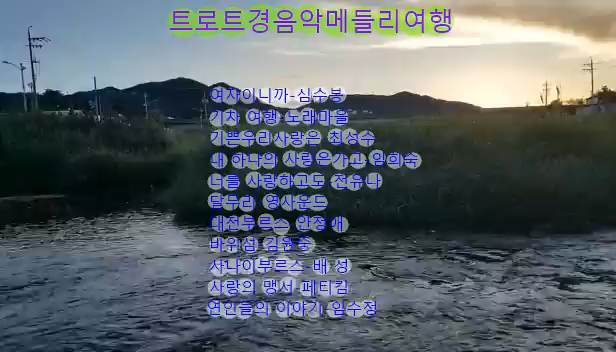 트로트경음악메들리여행
여자이니까-심수봉
기차 여행 노래마을
기쁜우리사랑은 최성수
내 하나의 사랑은가고 임희숙
너를 사랑하고도 전유나
달무리 영사운드
대전부르스 안정애
바위섬 김원중
사나이부르스 배 성
사랑의 맹서 페티킴
연안들의 이야기 임수정